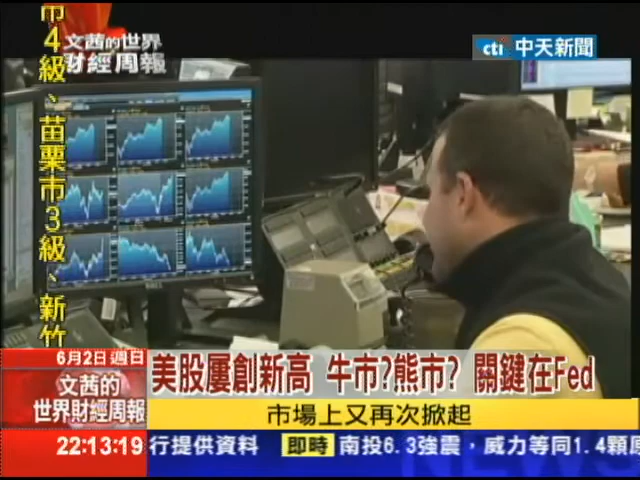 市4級、苗栗市3級、新竹
文茜的世界
財經周報
cti 中天新聞
DELL
6月2日 週日
文茜的
世界財經周報
美股屢創新高 牛市?熊市? 關鍵在Fed
市場上又再次掀起
22:13:19
行提供資料 即時 南投6.3強震，威力等同1.4顆原
NEWS